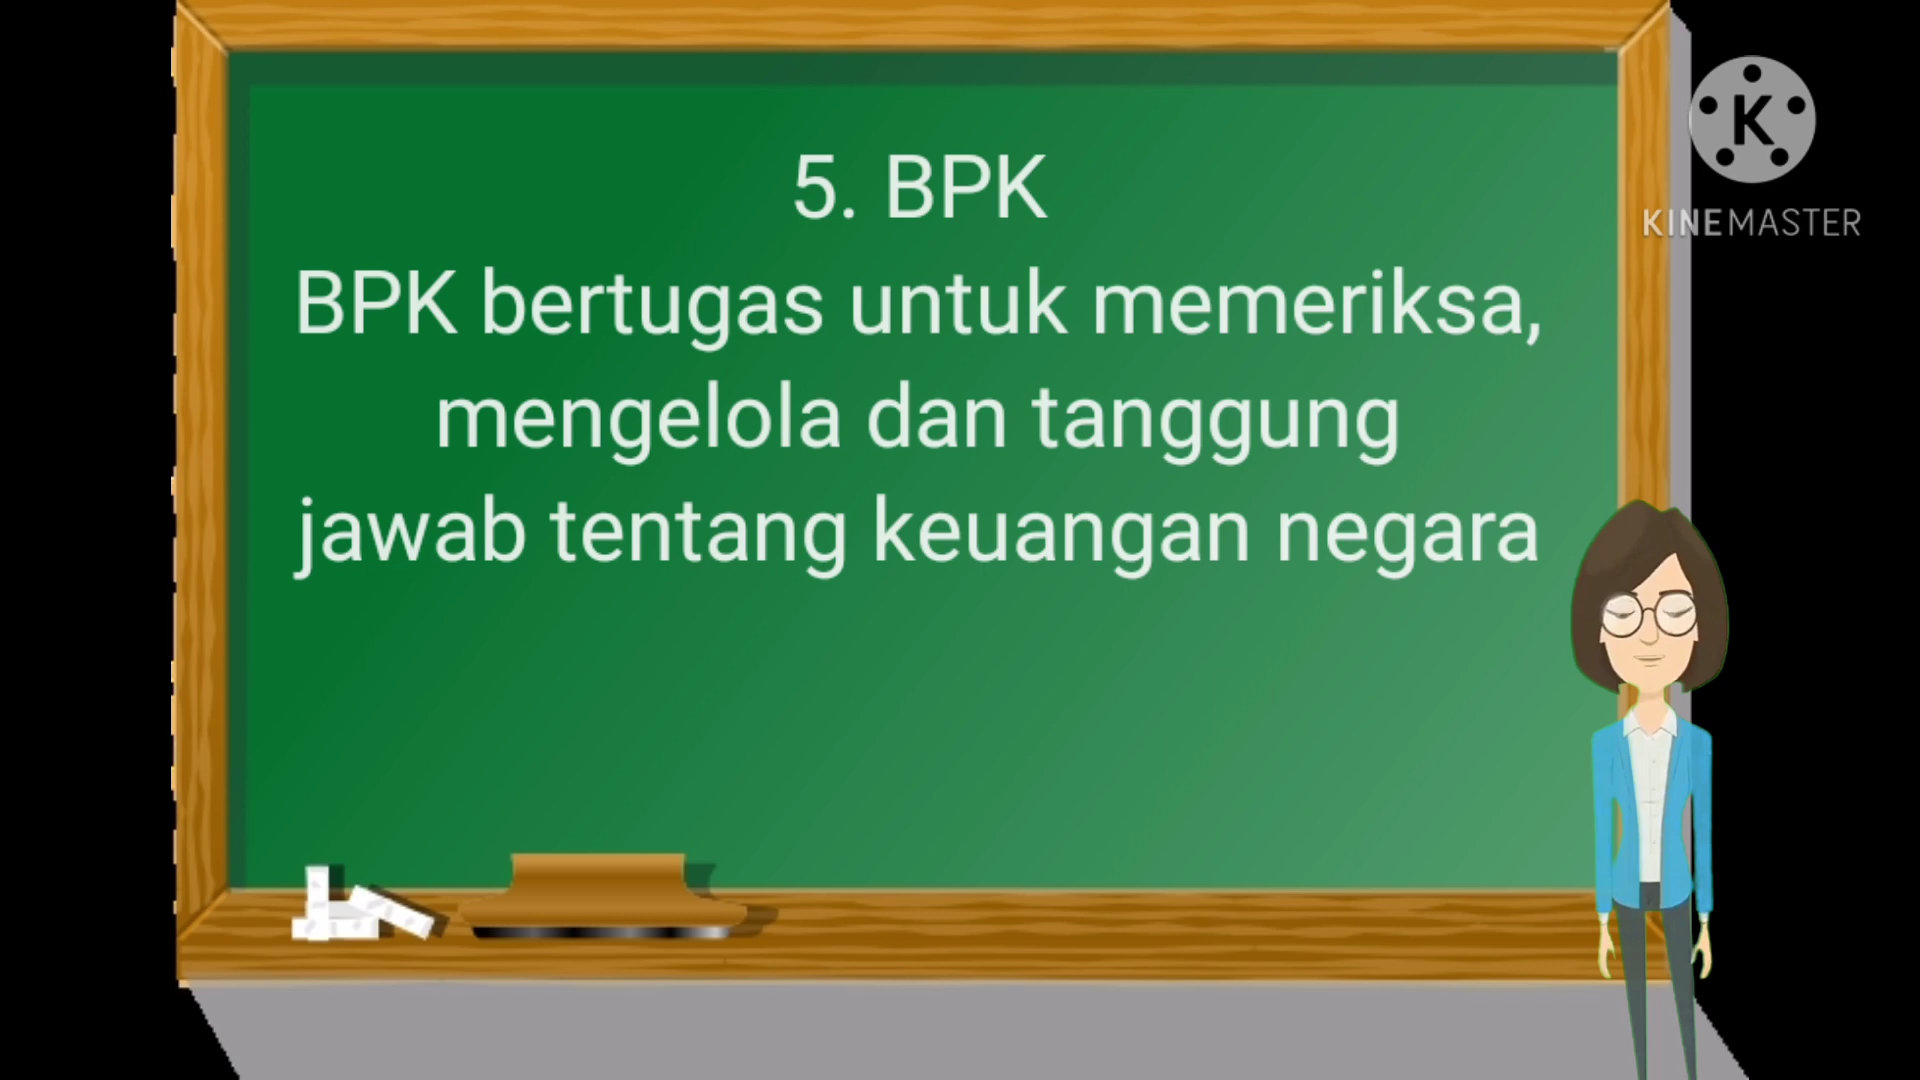 5. BPK
BPK bertugas untuk memeriksa,
mengelola dan tanggung
jawab tentang keuangan negara
K
KINEMASTER